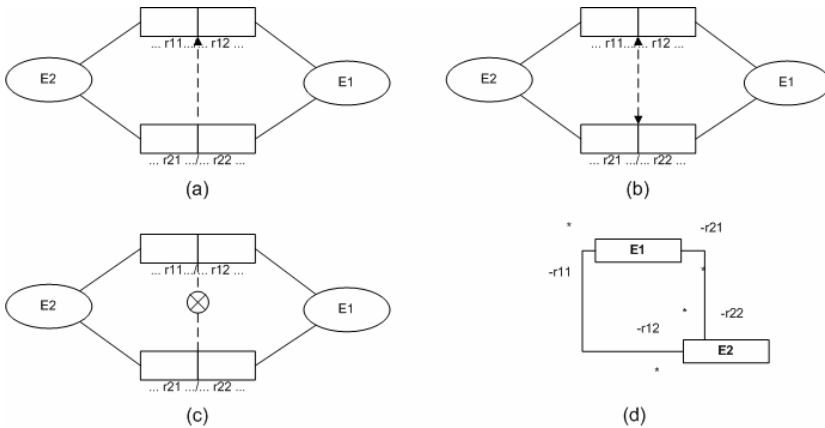 ... r11 .../... r12 ...
E2
E1
... r21 .../... r22 ...
(a)
... r11 .../... r12 ...
E2
E1
... r21 .../... r22 ...
(b)
... r11 .../... r12 ...
E2
E1
... r21 .../... r22 ...
(c)
*
-r21
E1
-r11
*
*
-r22
-r12
E2
*
(d)